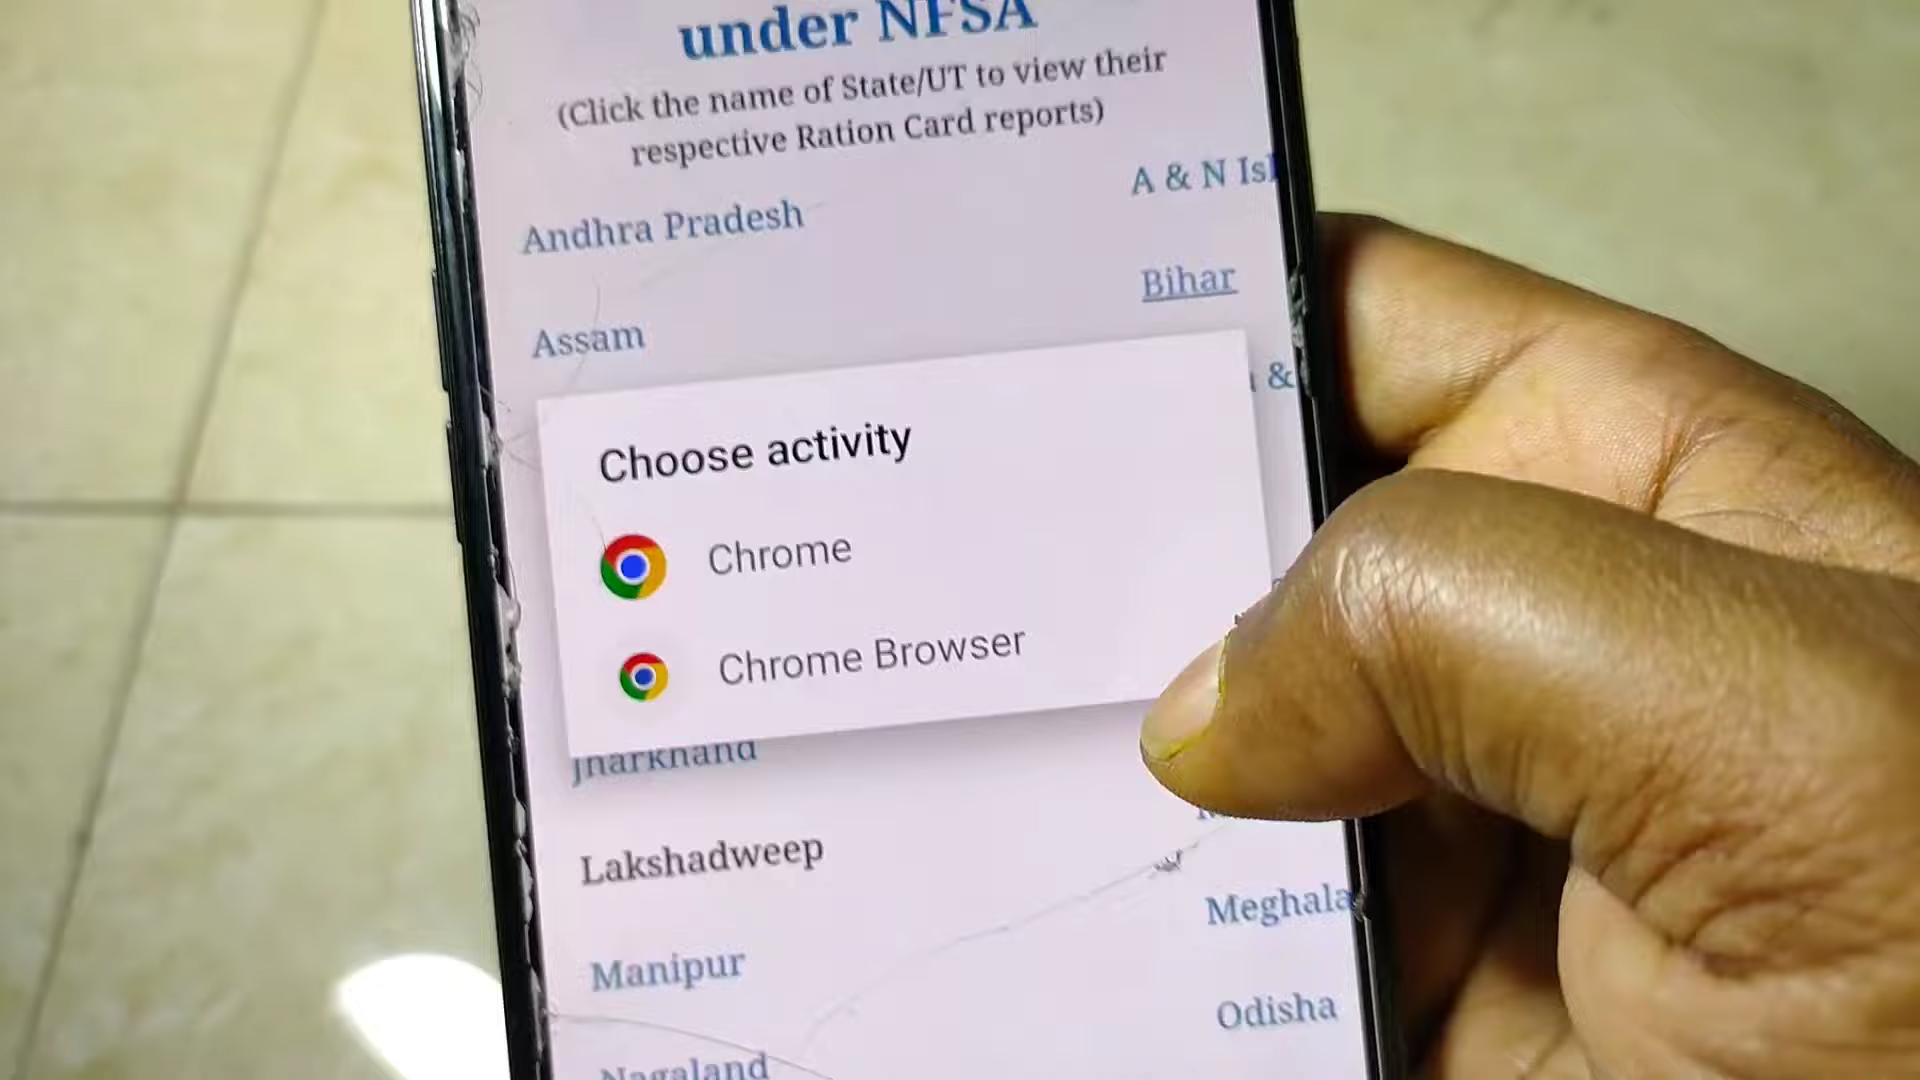 under NFSA
(Click the name of State/UT to view their
respective Ration Card reports)
A & N Isl
Andhra Pradesh
Bihar
Assam
&
Choose activity
Chrome
Chrome Browser
Jharkhand
Lakshadweep
Meghala
Manipur
Odisha
Nagaland